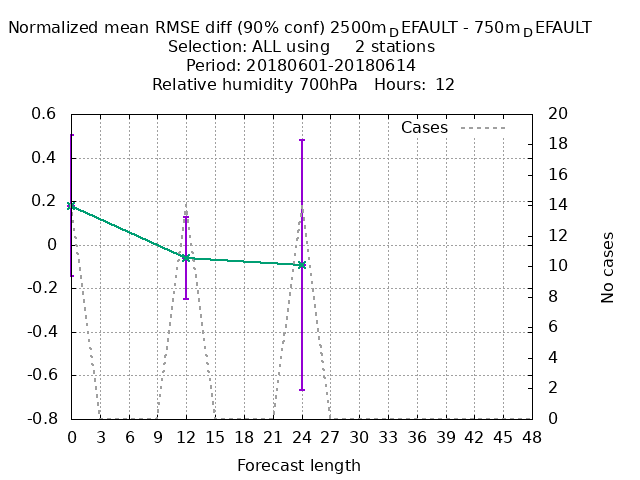 Normalized mean RMSE diff (90% conf) 2500m_DEFAULT - 750m_DEFAULT
Selection: ALL using 2 stations
Period: 20180601-20180614
Relative humidity 700hPa Hours: 12
Cases
0.6
0.4
0.2
0
-0.2
-0.4
-0.6
-0.8
20
18
16
14
12
10
8
6
4
2
0
No cases
0 3 6 9 12 15 18 21 24 27 30 33 36 39 42 45 48
Forecast length